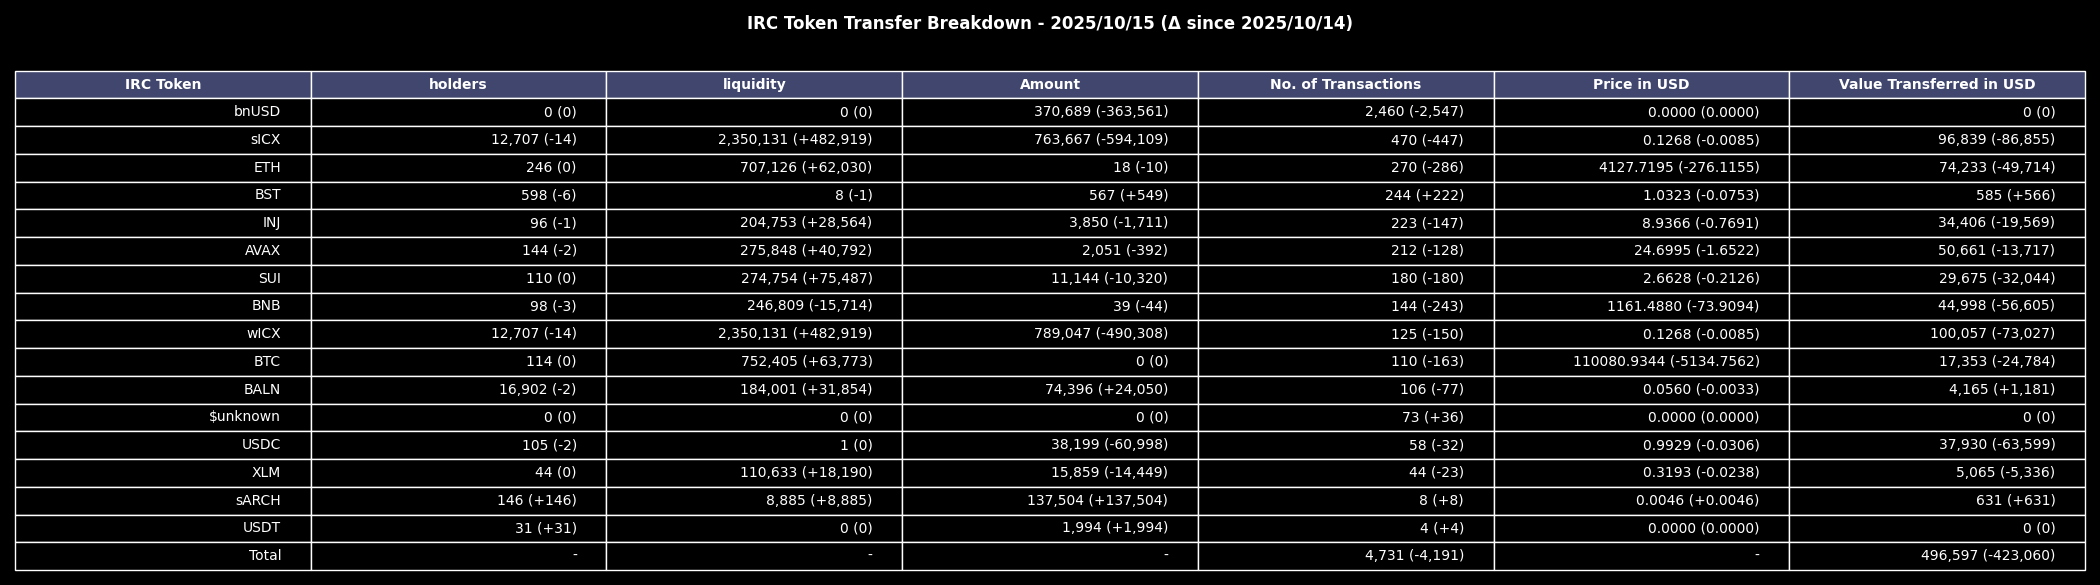 IRC Token Transfer Breakdown - 2025/10/15 (Δ since 2025/10/14)
IRC Token holders liquidity Amount No. of Transactions Price in USD Value Transferred in USD
bnUSD 0 (0) 0 (0) 370,689 (-363,561) 2,460 (-2,547) 0.0000 (0.0000) 0 (0)
sICX 12,707 (-14) 2,350,131 (+482,919) 763,667 (-594,109) 470 (-447) 0.1268 (-0.0085) 96,839 (-86,855)
ETH 246 (0) 707,126 (+62,030) 18 (-10) 270 (-286) 4127.7195 (-276.1155) 74,233 (-49,714)
BST 598 (-6) 8 (-1) 567 (+549) 244 (+222) 1.0323 (-0.0753) 585 (+566)
INJ 96 (-1) 204,753 (+28,564) 3,850 (-1,711) 223 (-147) 8.9366 (-0.7691) 34,406 (-19,569)
AVAX 144 (-2) 275,848 (+40,792) 2,051 (-392) 212 (-128) 24.6995 (-1.6522) 50,661 (-13,717)
SUI 110 (0) 274,754 (+75,487) 11,144 (-10,320) 180 (-180) 2.6628 (-0.2126) 29,675 (-32,044)
BNB 98 (-3) 246,809 (-15,714) 39 (-44) 144 (-243) 1161.4880 (-73.9094) 44,998 (-56,605)
wICX 12,707 (-14) 2,350,131 (+482,919) 789,047 (-490,308) 125 (-150) 0.1268 (-0.0085) 100,057 (-73,027)
BTC 114 (0) 752,405 (+63,773) 0 (0) 110 (-163) 110080.9344 (-5134.7562) 17,353 (-24,784)
BALN 16,902 (-2) 184,001 (+31,854) 74,396 (+24,050) 106 (-77) 0.0560 (-0.0033) 4,165 (+1,181)
$unknown 0 (0) 0 (0) 0 (0) 73 (+36) 0.0000 (0.0000) 0 (0)
USDC 105 (-2) 1 (0) 38,199 (-60,998) 58 (-32) 0.9929 (-0.0306) 37,930 (-63,599)
XLM 44 (0) 110,633 (+18,190) 15,859 (-14,449) 44 (-23) 0.3193 (-0.0238) 5,065 (-5,336)
sARCH 146 (+146) 8,885 (+8,885) 137,504 (+137,504) 8 (+8) 0.0046 (+0.0046) 631 (+631)
USDT 31 (+31) 0 (0) 1,994 (+1,994) 4 (+4) 0.0000 (0.0000) 0 (0)
Total - - - 4,731 (-4,191) - 496,597 (-423,060)